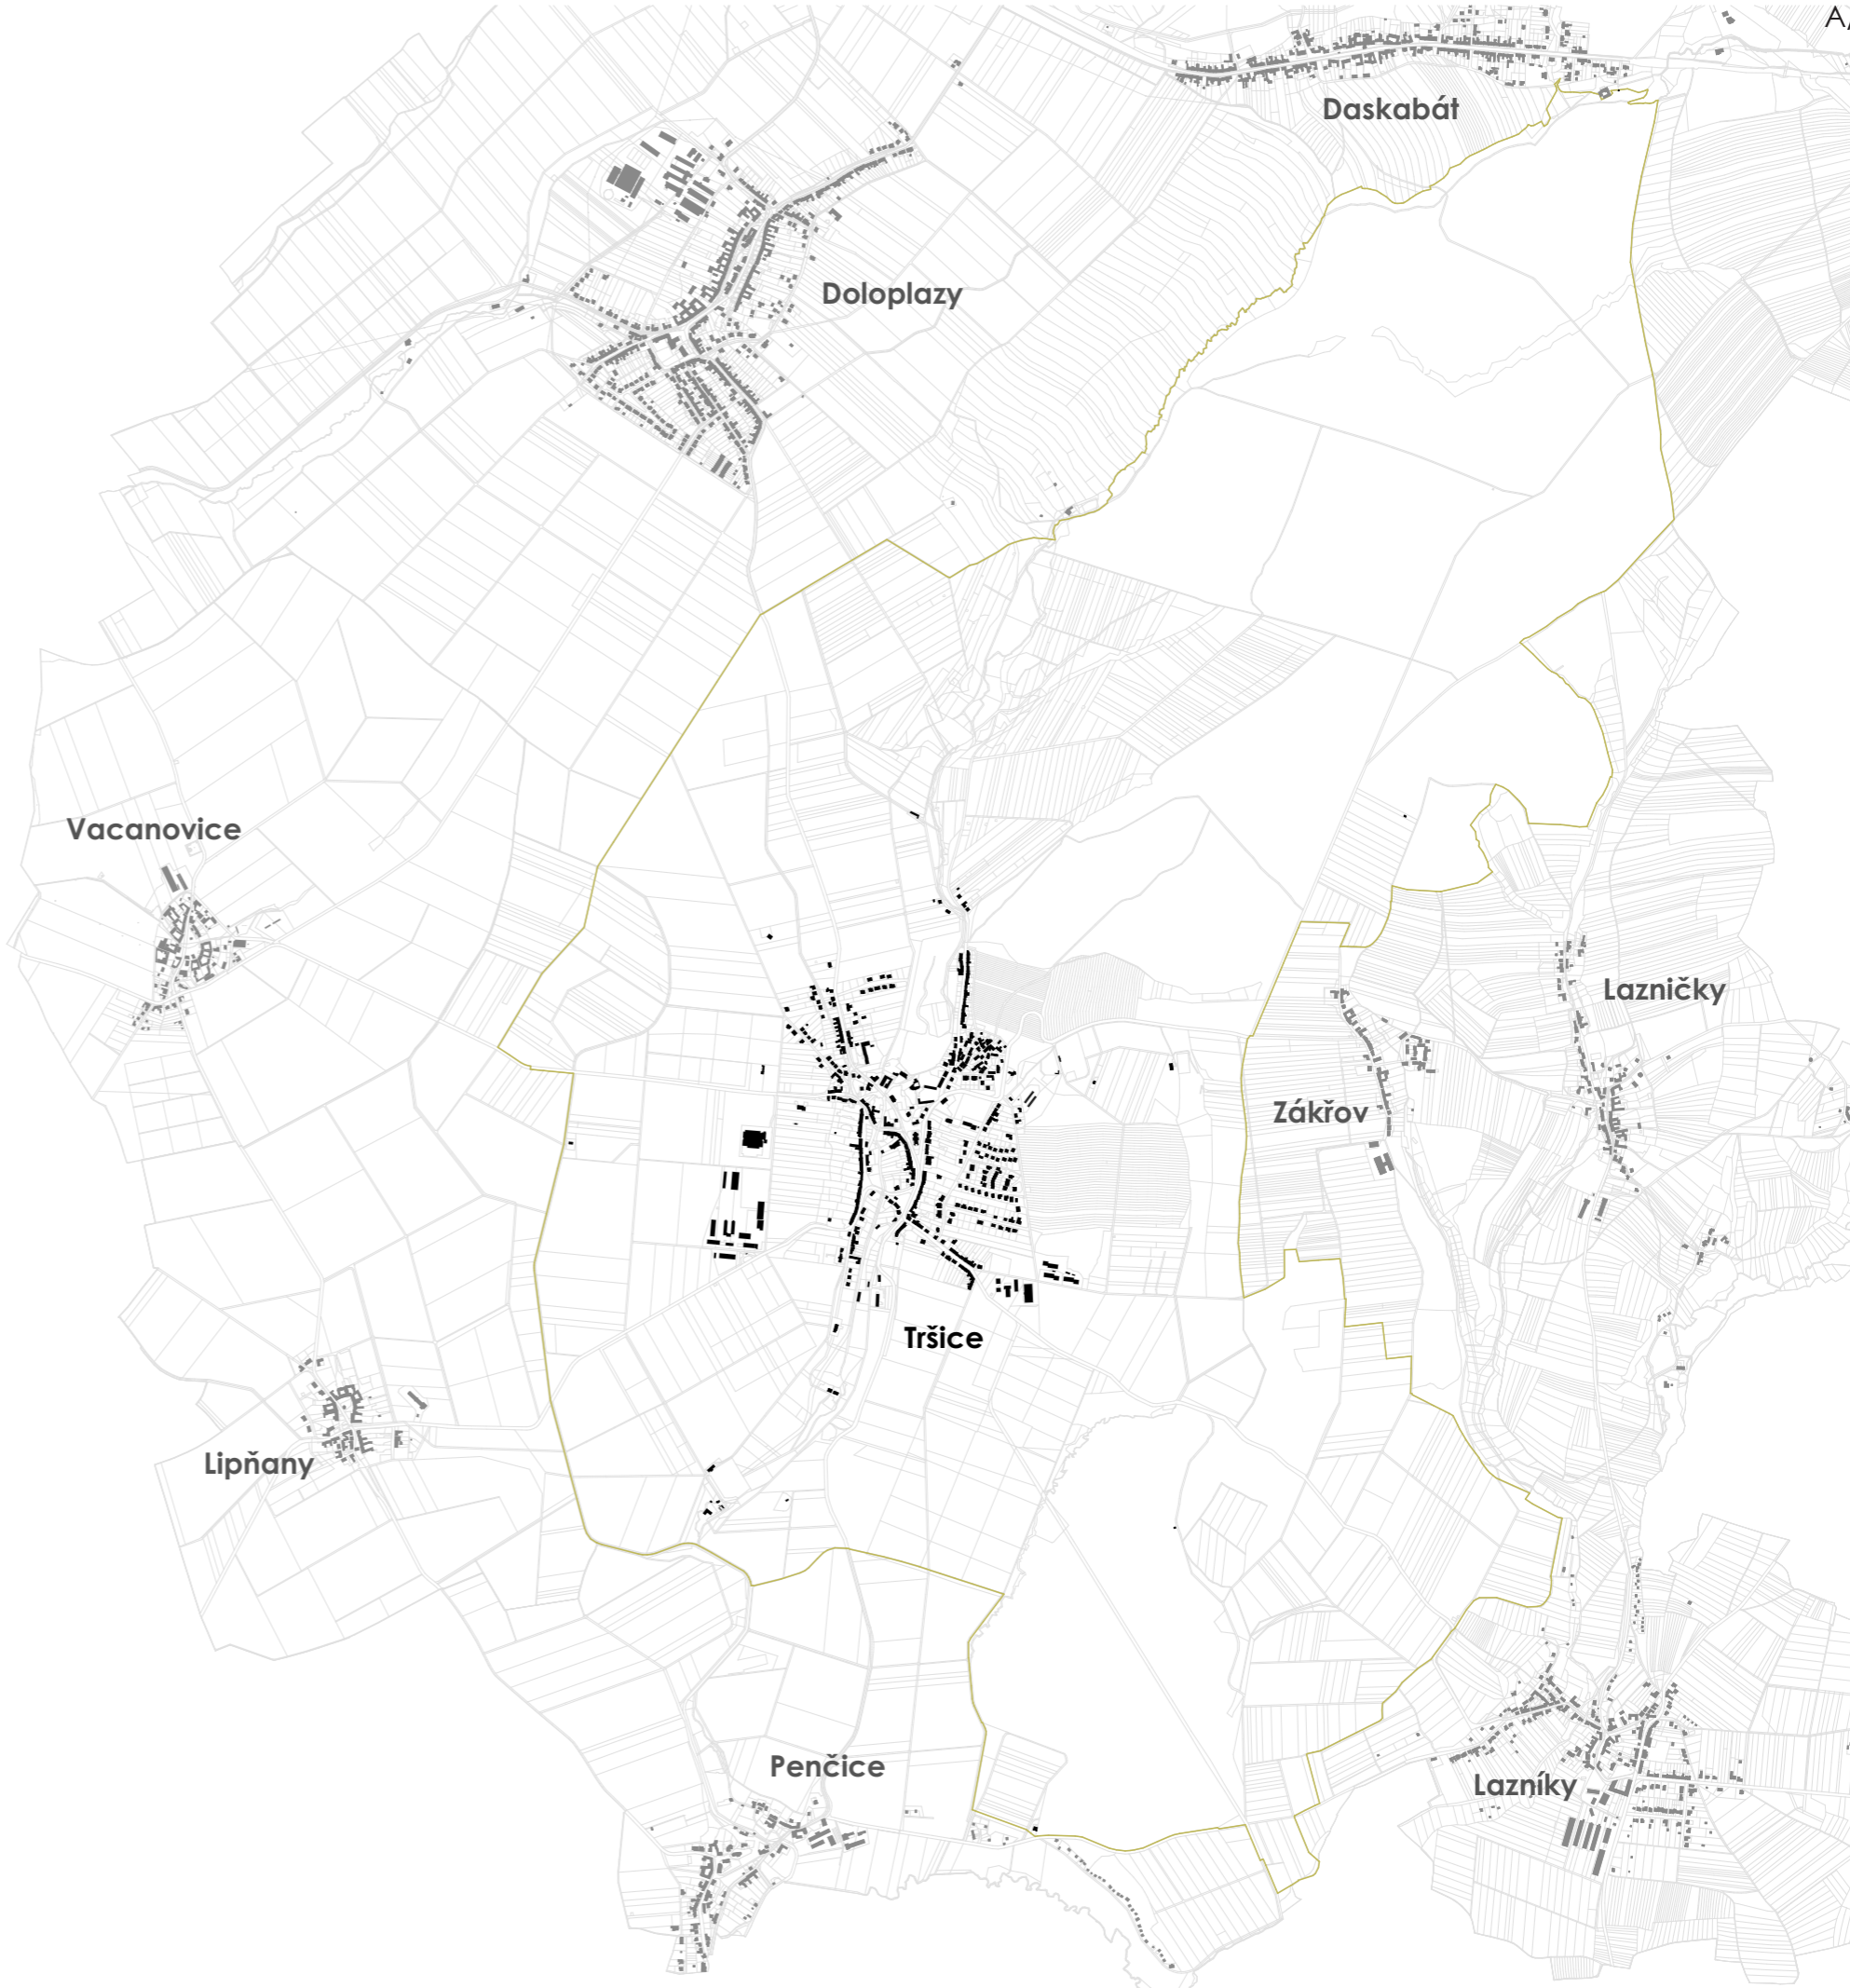 A/
Daskabát
Doloplazy
Vacanovice
Lazničky
Zákřov
Tršice
Lipňany
Penčice
Lazníky